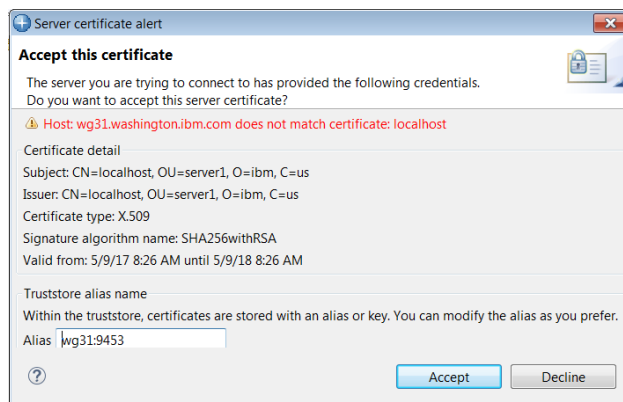 Server certificate alert
Accept this certificate
The server you are trying to connect to has provided the following credentials.
Do you want to accept this server certificate?
Host: wg31.washington.ibm.com does not match certificate: localhost
Certificate detail
Subject: CN=localhost, OU=server1, O=ibm, C=us
Issuer: CN=localhost, OU=server1, O=ibm, C=us
Certificate type: X.509
Signature algorithm name: SHA256withRSA
Valid from: 5/9/17 8:26 AM until 5/9/18 8:26 AM
Truststore alias name
Within the truststore, certificates are stored with an alias or key. You can modify the alias as you prefer.
Alias wg31:9453
? Accept Decline